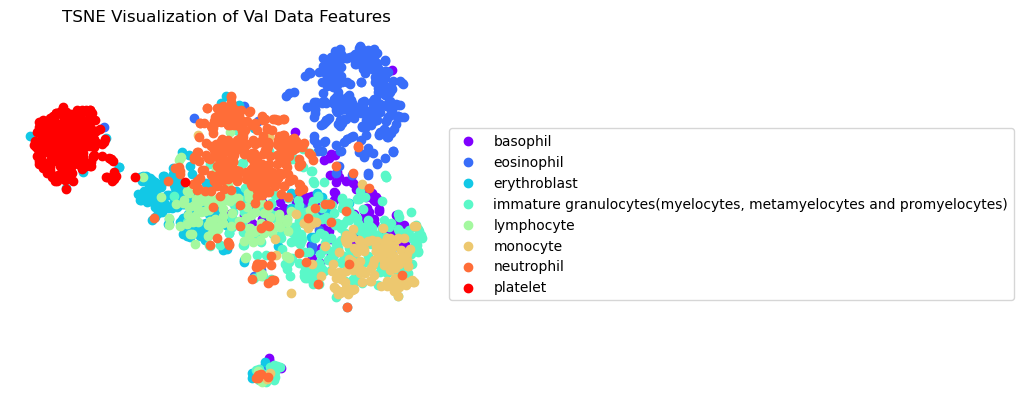 TSNE Visualization of Val Data Features
basophil
eosinophil
erythroblast
immature granulocytes(myelocytes, metamyelocytes and promyelocytes)
lymphocyte
monocyte
neutrophil
platelet